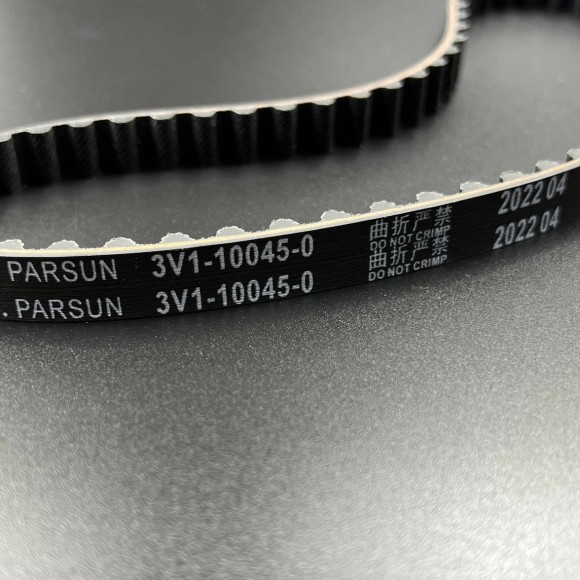 PARSUN 3V1-10045-0 曲折严禁 2022 04
DO NOT CRIMP
.PARSUN 3V1-10045-0 曲折严禁 2022 04
DO NOT CRIMP